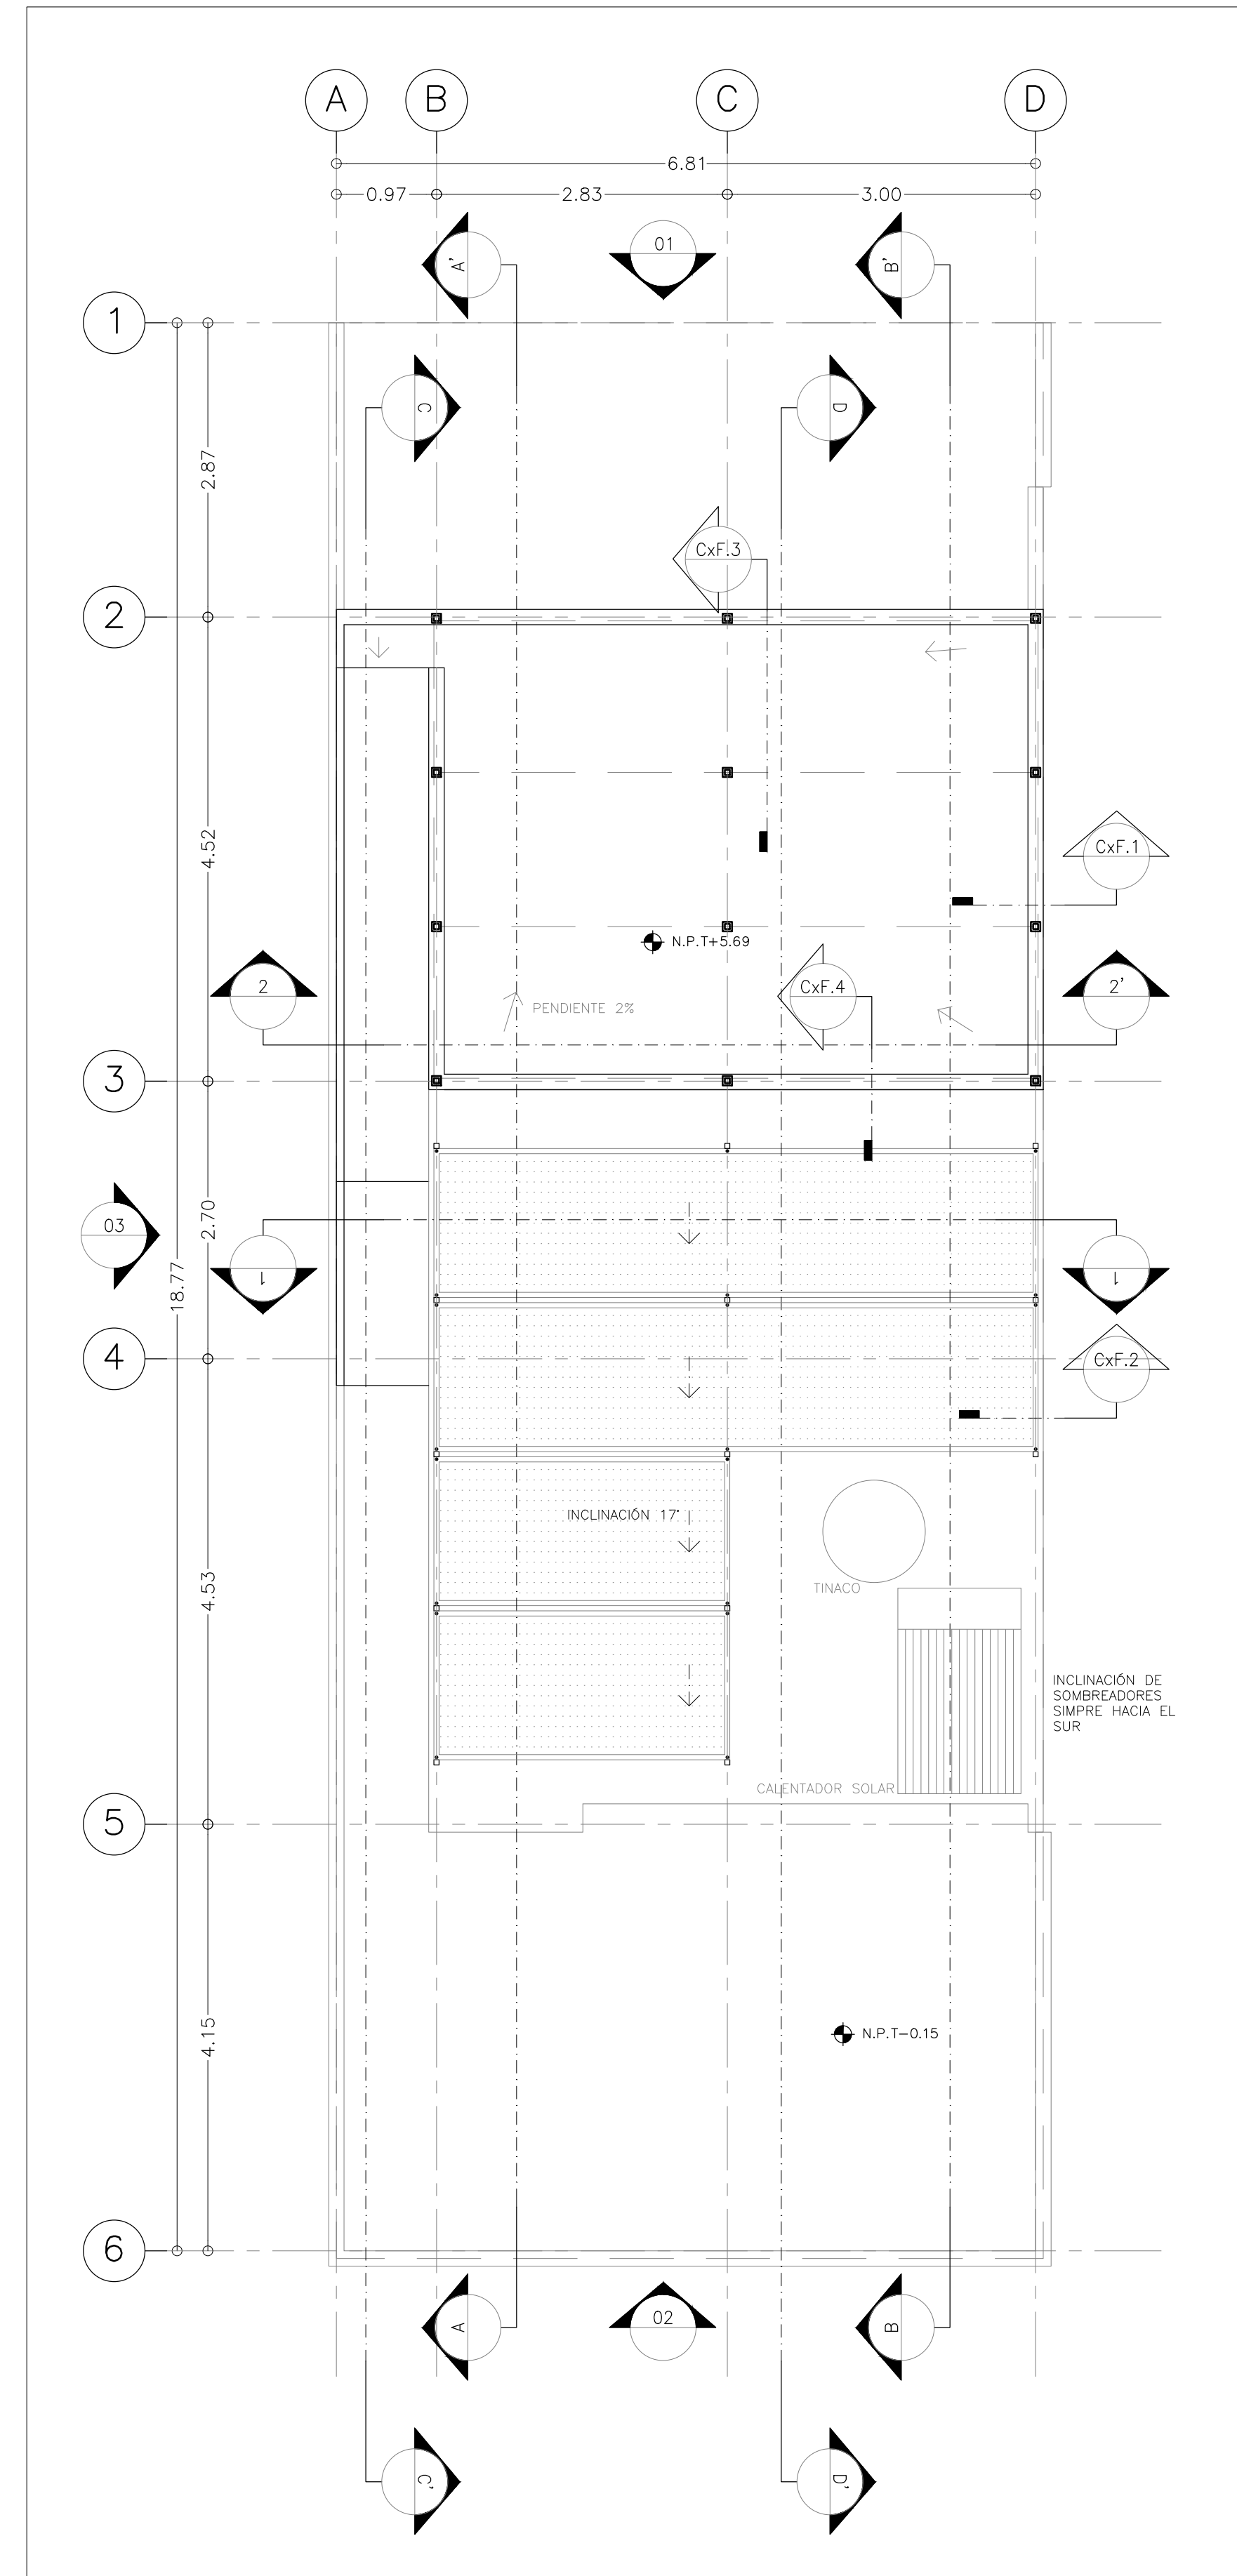 A B C D
6.81
0.97 2.83 3.00
A' 01 B'
1
C D
2.87
CxF.3
2
4.52
CxF.1
N.P.T+5.69
2 CxF.4 2'
PENDIENTE 2%
3
2.70
03
1 1
18.77
4
CxF.2
INCLINACIÓN 17°
TINACO
4.53
INCLINACIÓN DE
SOMBREADORES
SIMPRE HACIA EL
SUR
CALENTADOR SOLAR
5
4.15
N.P.T-0.15
6
A 02 B
C' D'